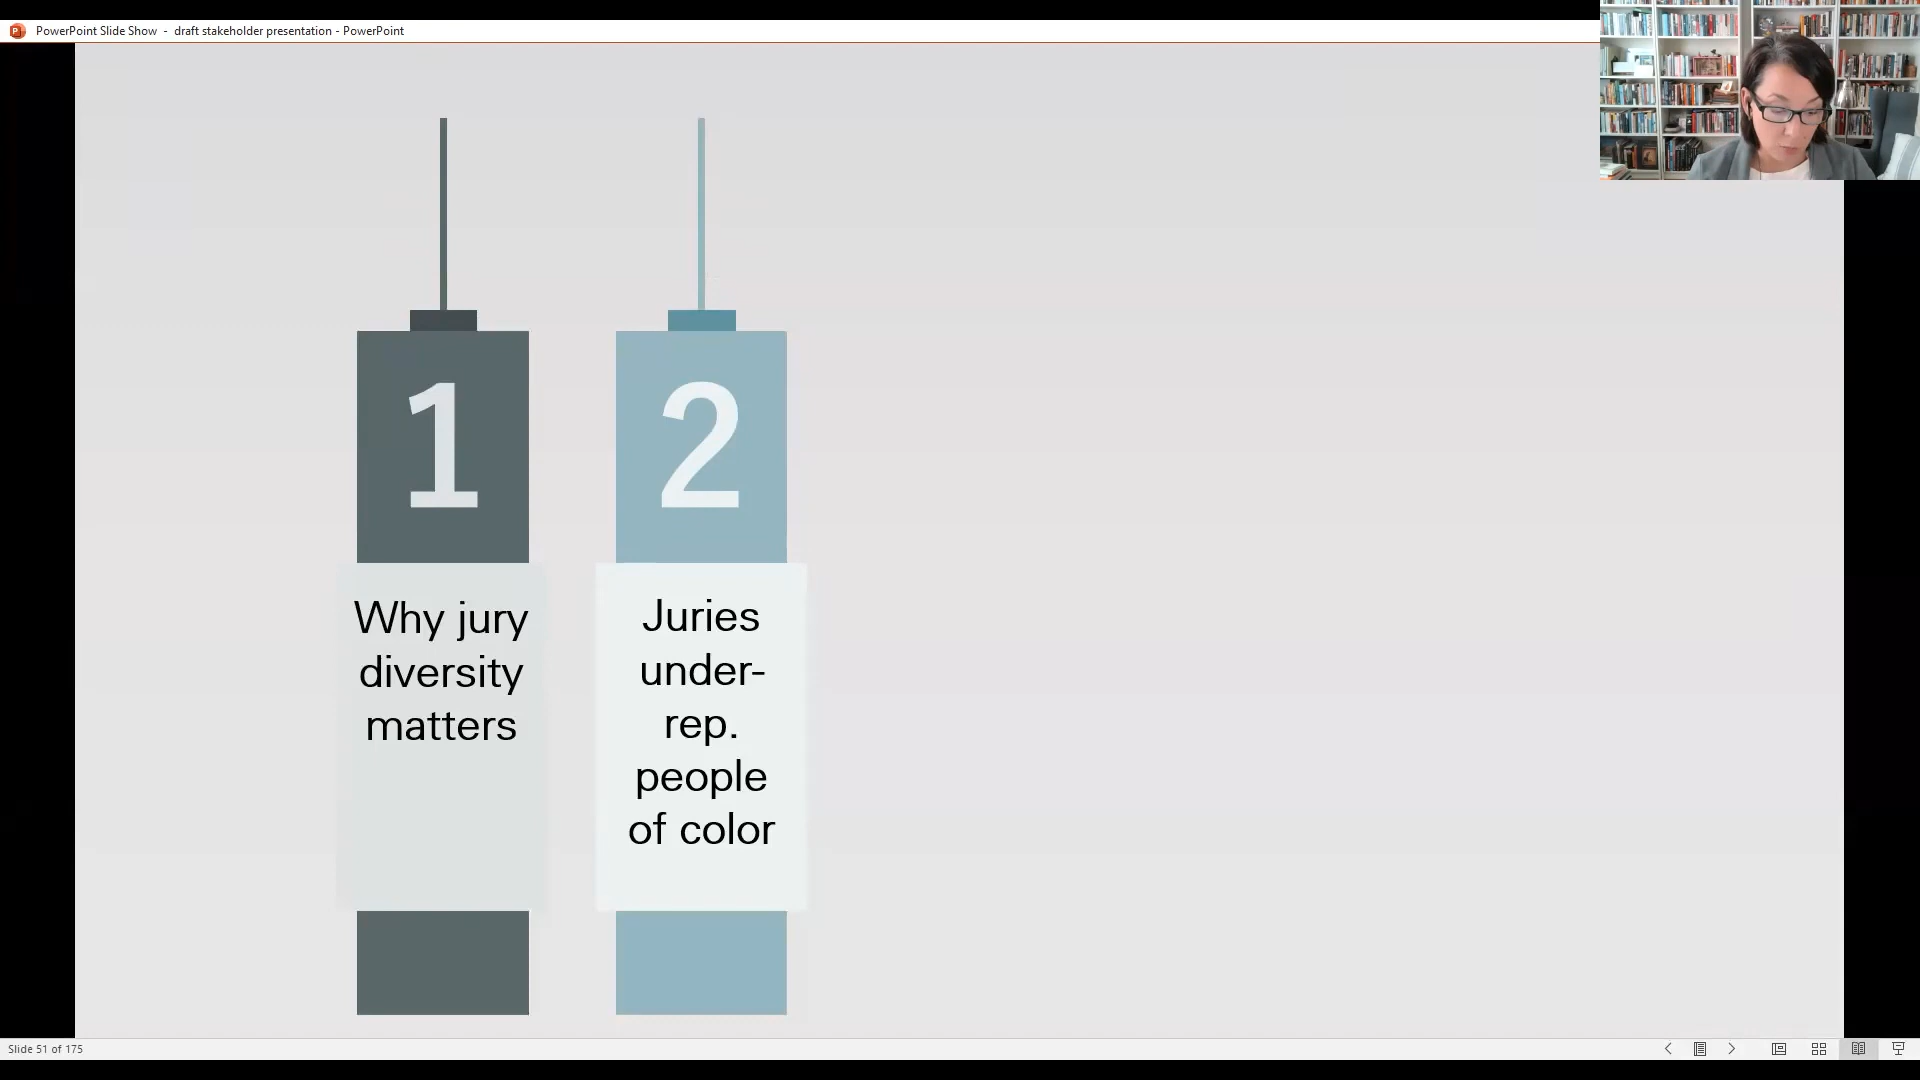 PowerPoint Slide Show - draft stakeholder presentation - PowerPoint
1
Why jury
diversity
matters
2
Juries
under-
rep.
people
of color
Slide 51 of 175